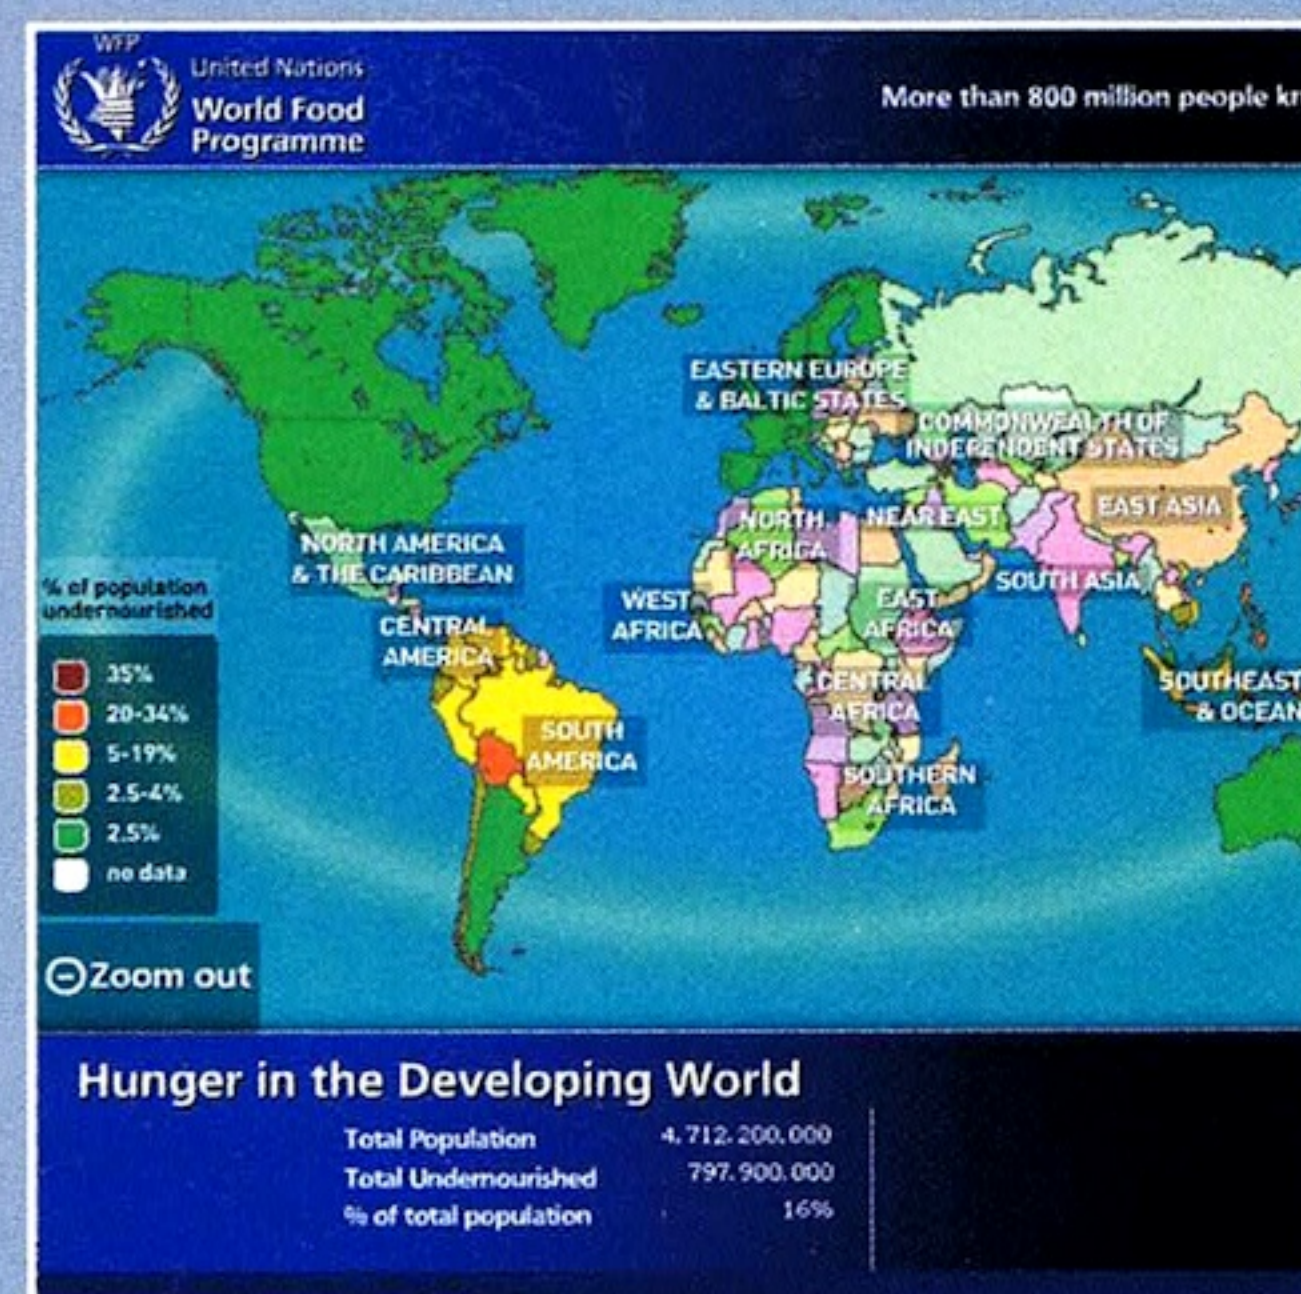 WFP
United Nations
World Food
Programme
More than 800 million people kn
EASTERN EUROPE
& BALTIC STATES
COMMONWEALTH OF
INDEPENDENT STATES
EAST ASIA
NORTH
AFRICA
NEAR EAST
SOUTH ASIA
NORTH AMERICA
& THE CARIBBEAN
WEST
AFRICA
EAST
AFRICA
CENTRAL
AMERICA
CENTRAL
AFRICA
SOUTHEAST
& OCEAN
SOUTH
AMERICA
SOUTHERN
AFRICA
% of population
undernourished
35%
20-34%
5-19%
2.5-4%
2.5%
no data
Zoom out
Hunger in the Developing World
Total Population 4.712.200.000
Total Undernourished 797.900.000
% of total population 16%